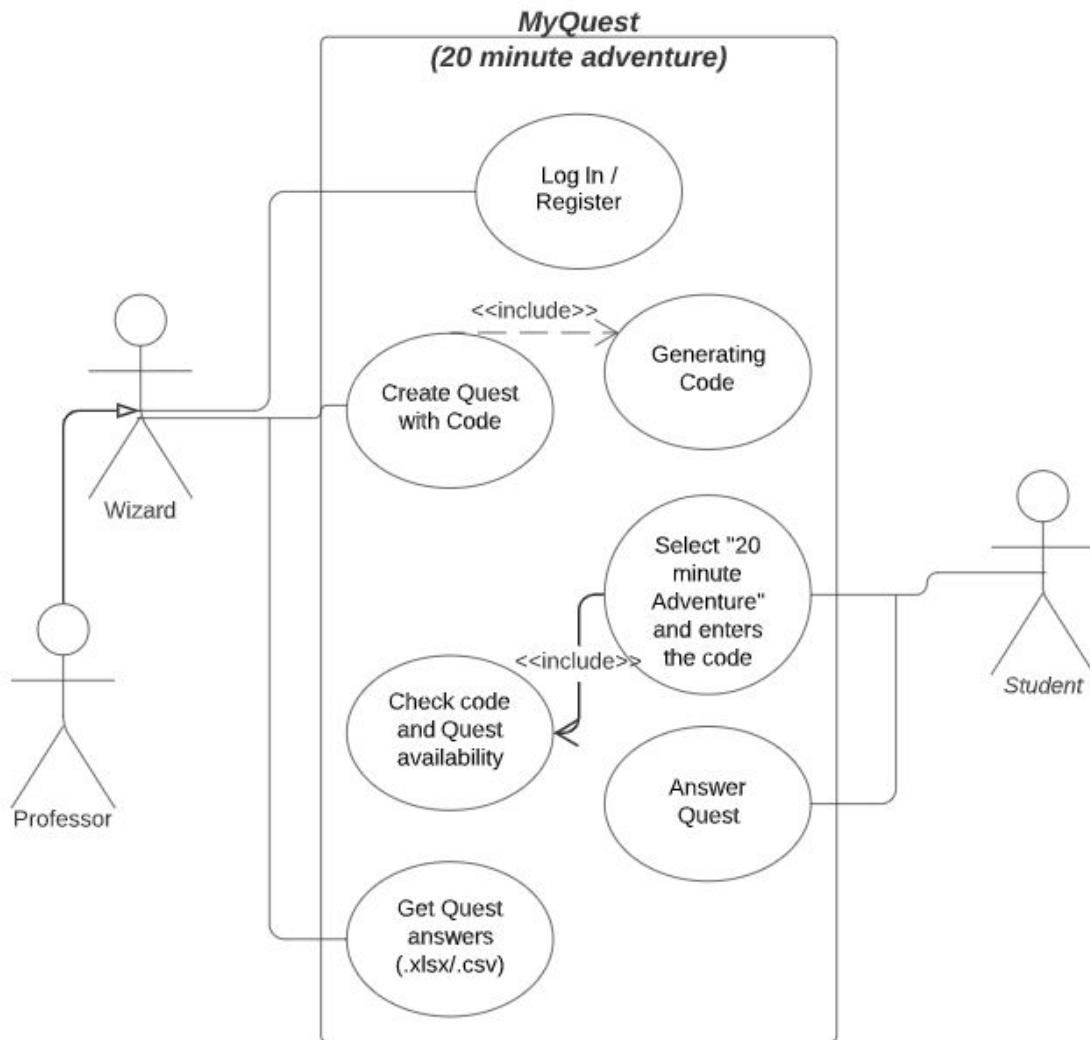 MyQuest
(20 minute adventure)
Log In /
Register
<<include>>
Generating
Code
Create Quest
with Code
Wizard
Select "20
minute
Adventure"
and enters
the code
<<include>>
Student
Check code
and Quest
availability
Answer
Quest
Professor
Get Quest
answers
(.xlsx/.csv)